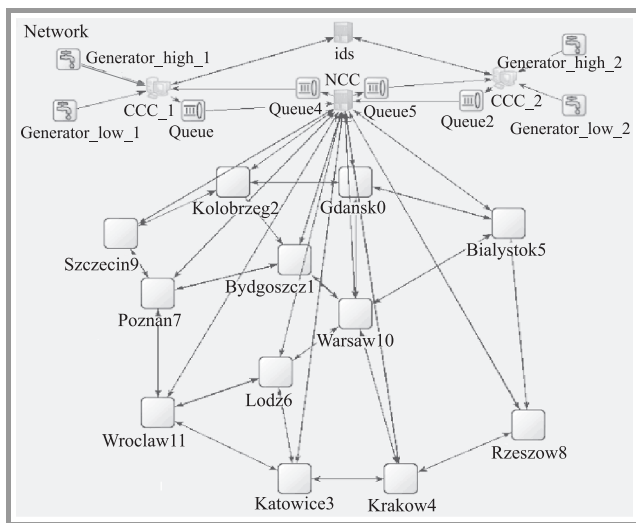 Network
ids
Generator_high_1
Generator_high_2
NCC
CCC_1
CCC_2
Queue4
Queue5
Generator_low_1
Queue
Queue2
Generator_low_2
Kolobrzeg2
Gdansk0
Szczecin9
Bialystok5
Bydgoszcz1
Poznan7
Warsaw10
Lodz6
Wroclaw11
Rzeszow8
Katowice3
Krakow4